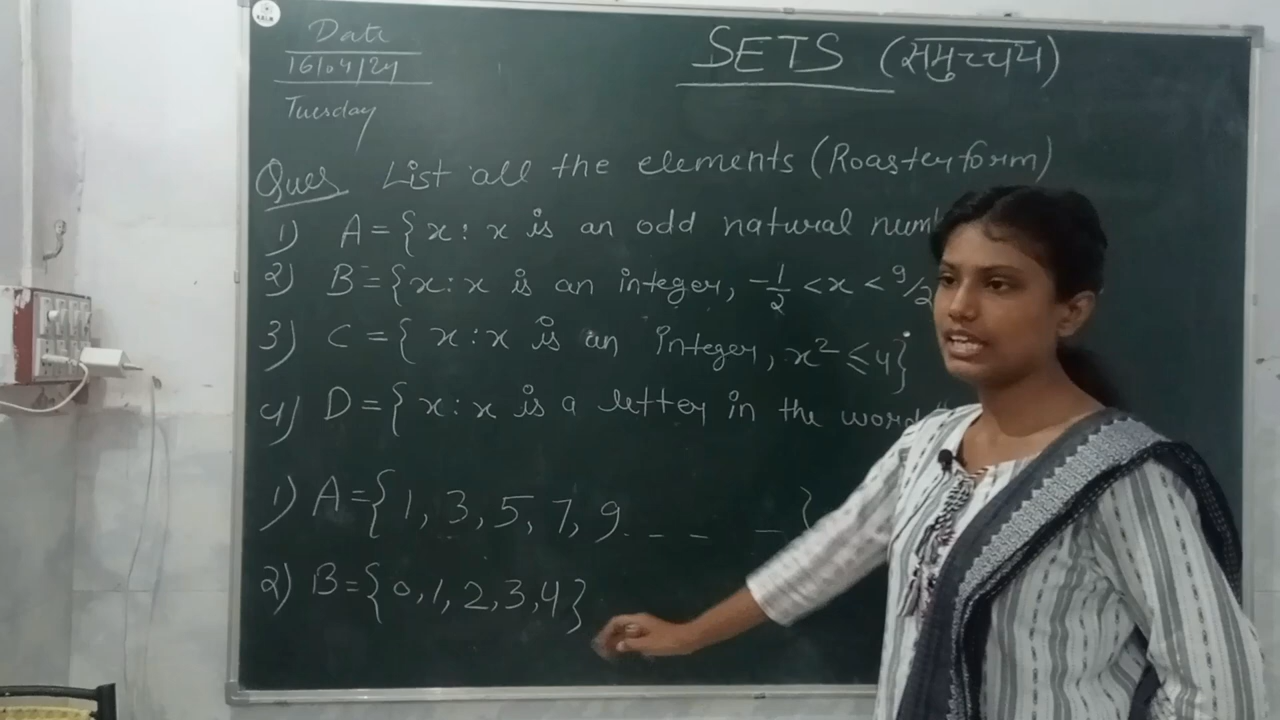 Date
16/04/24
Tuesday
SETS (समुच्चय)
Ques List all the elements (Roaster form)
1) A={x: x is an odd natural num
2) B={x:x is an integer, -1/2 <x < 9/2
3) C={ x:x is an Integer, x² ≤4}
4) D={x:x is a letter in the word
1) A={1, 3, 5, 7, 9. _ _ _}
2) B={0,1,2,3,4}